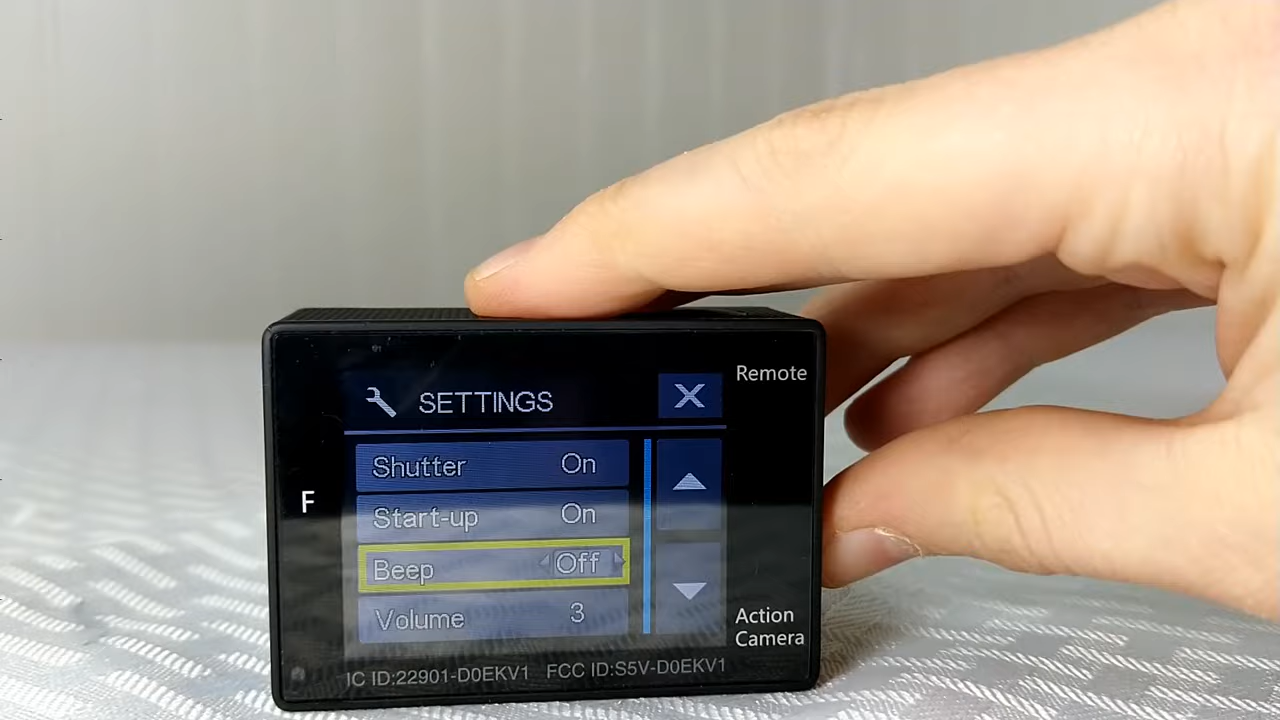 Remote
SETTINGS X
Shutter On
Start-up On
F
Beep Off
Volume 3
Action
Camera
IC ID:22901-D0EKV1 FCC ID:S5V-D0EKV1